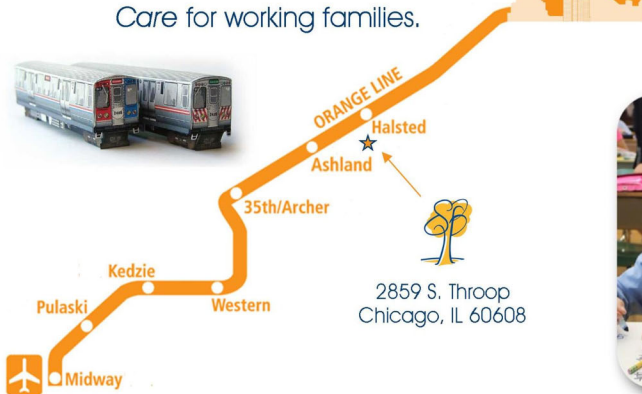 Care for working families.
ORANGE LINE
Halsted
Ashland
35th/Archer
Kedzie
Western
Pulaski
Midway
2859 S. Throop
Chicago, IL 60608